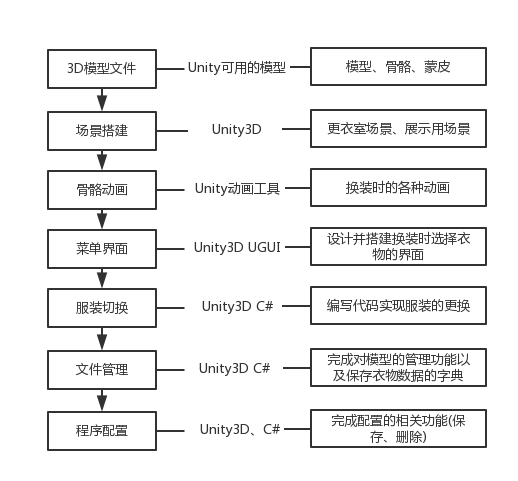 3D模型文件
Unity可用的模型
模型、骨骼、蒙皮
场景搭建
Unity3D
更衣室场景、展示用场景
骨骼动画
Unity动画工具
换装时的各种动画
菜单界面
Unity3D UGUI
设计并搭建换装时选择衣
物的界面
服装切换
Unity3D C#
编写代码实现服装的更换
文件管理
Unity3D C#
完成对模型的管理功能以
及保存衣物数据的字典
程序配置
Unity3D、C#
完成配置的相关功能(保
存、删除)